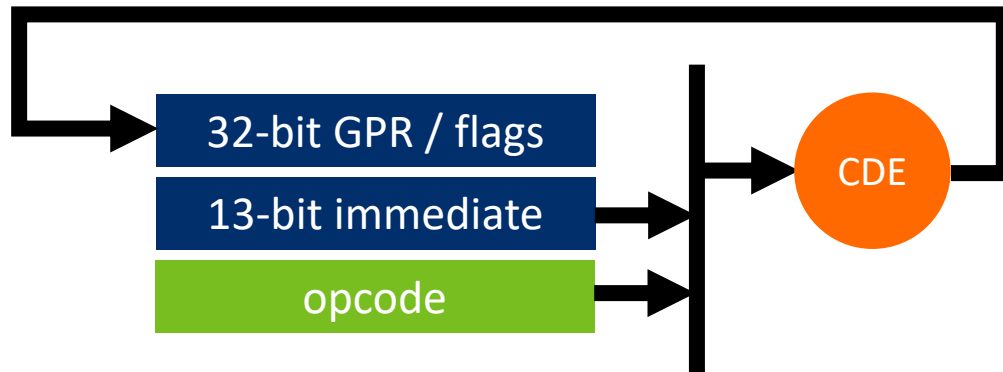 32-bit GPR / flags
13-bit immediate
opcode
CDE